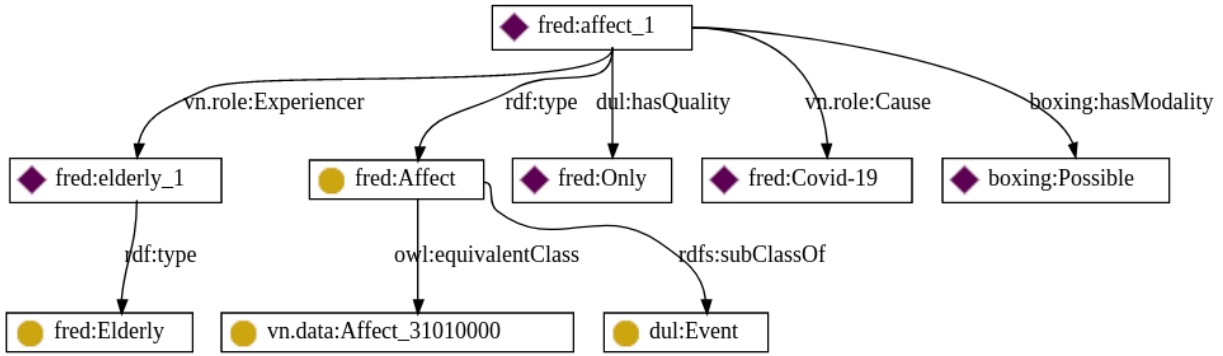 fred:affect_1
vn.role:Experiencer rdf:type dul:hasQuality vn.role:Cause boxing:hasModality
fred:elderly_1 fred:Affect fred:Only fred:Covid-19 boxing:Possible
rdf:type owl:equivalentClass rdfs:subClassOf
fred:Elderly vn.data:Affect_31010000 dul:Event